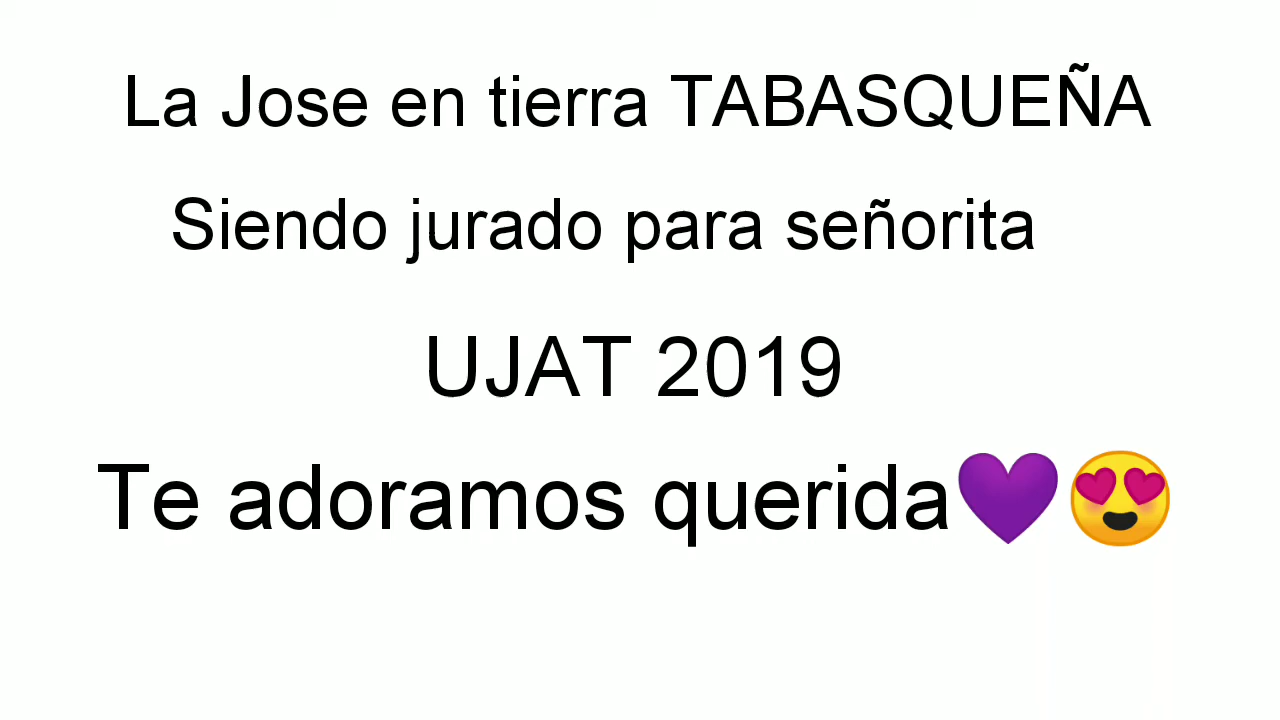 La Jose en tierra TABASQUEÑA
Siendo jurado para señorita
UJAT 2019
Te adoramos querida💜😍